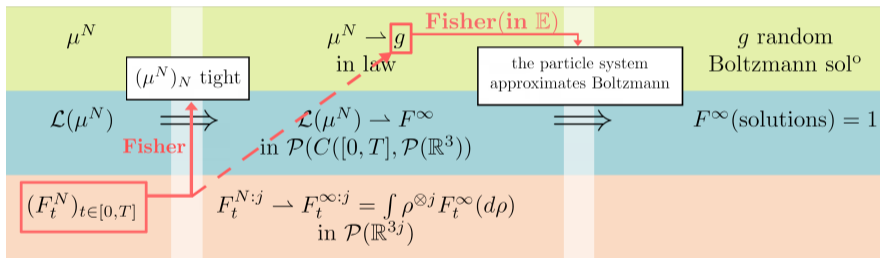 μ^N
μ^N ⇀ g
in law
Fisher(in 𝔼)
g random
Boltzmann solº
(μ^N)_N tight
the particle system
approximates Boltzmann
𝓛(μ^N)
⟹
𝓛(μ^N) ⇀ F^∞
in 𝒫(C([0, T], 𝒫(ℝ^3))
⟹
F^∞(solutions) = 1
Fisher
(F_t^N)_{t∈[0,T]}
F_t^{N:j} ⇀ F_t^{∞:j} = ∫ ρ^{⊗j} F_t^∞(dρ)
in 𝒫(ℝ^{3j})